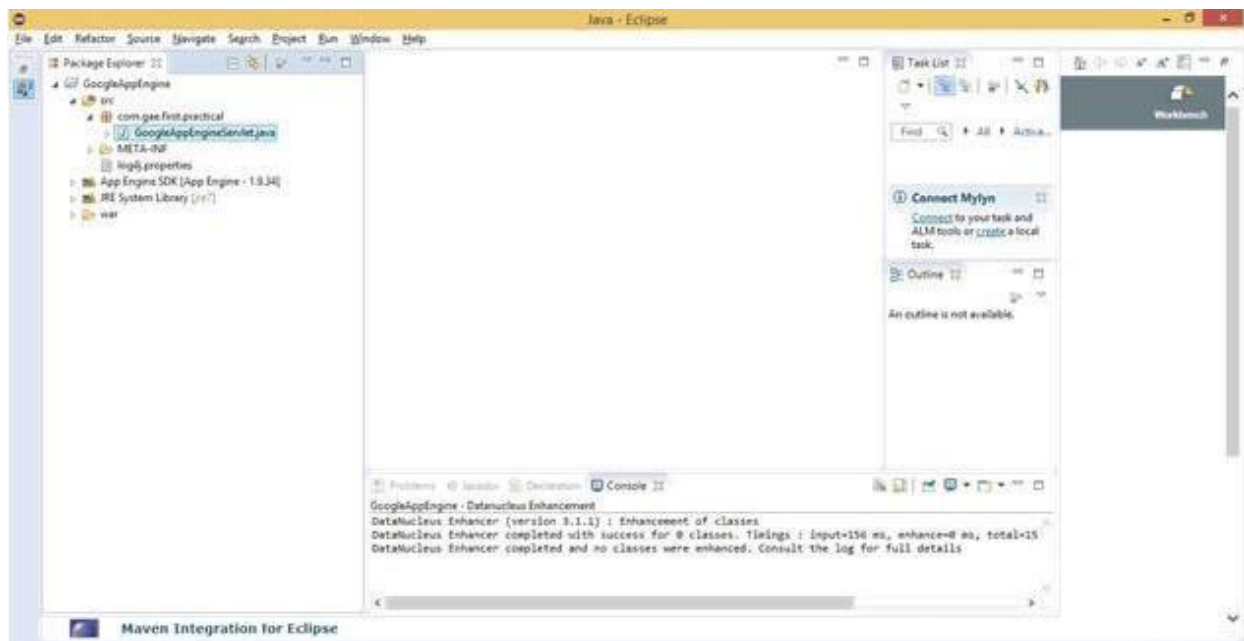 Java - Eclipse
File Edit Refactor Source Navigate Search Project Run Window Help
Package Explorer
GoogleAppEngine
src
com.gae.first.practical
GoogleAppEngineServlet.java
META-INF
log4j.properties
App Engine SDK [App Engine - 1.9.34]
JRE System Library [jre7]
war
Task List
Find All Activa...
Connect Mylyn
Connect to your task and
ALM tools or create a local
task.
Outline
An outline is not available.
Workbench
Problems Javadoc Declaration Console
GoogleAppEngine - Datanucleus Enhancement
DataNucleus Enhancer (version 3.1.1) : Enhancement of classes
DataNucleus Enhancer completed with success for 0 classes. Timings : input=156 ms, enhance=0 ms, total=15
DataNucleus Enhancer completed and no classes were enhanced. Consult the log for full details
Maven Integration for Eclipse